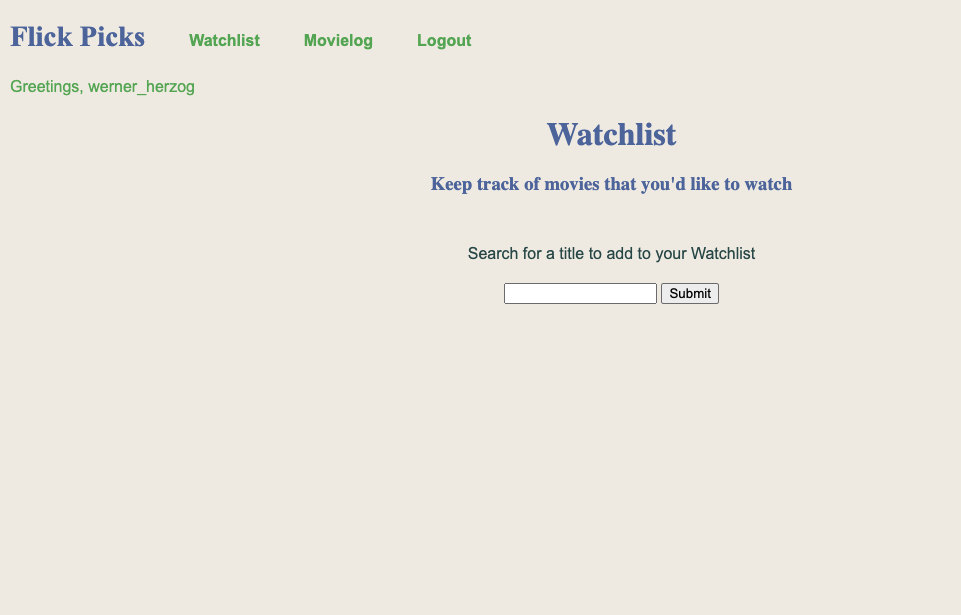 Flick Picks Watchlist Movielog Logout
Greetings, werner_herzog
Watchlist
Keep track of movies that you'd like to watch
Search for a title to add to your Watchlist
Submit